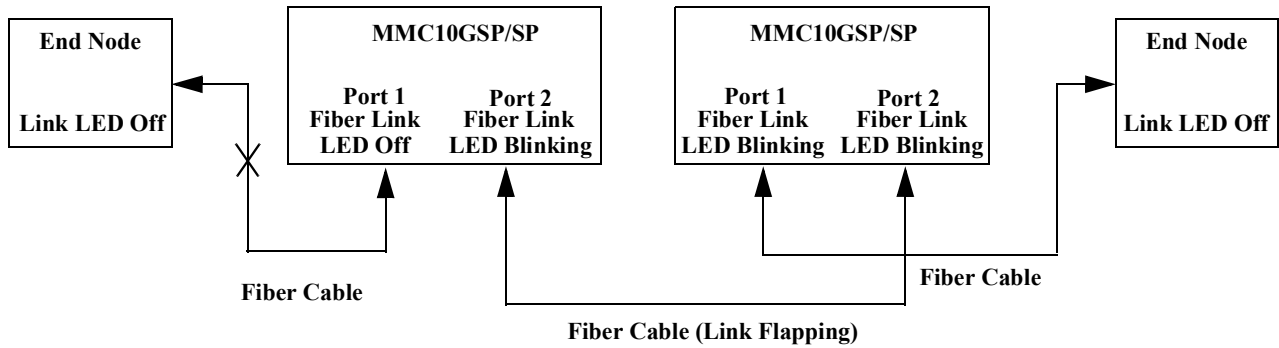 End Node
Link LED Off
MMC10GSP/SP
Port 1
Fiber Link
LED Off
Port 2
Fiber Link
LED Blinking
MMC10GSP/SP
Port 1
Fiber Link
LED Blinking
Port 2
Fiber Link
LED Blinking
End Node
Link LED Off
Fiber Cable
Fiber Cable
Fiber Cable (Link Flapping)